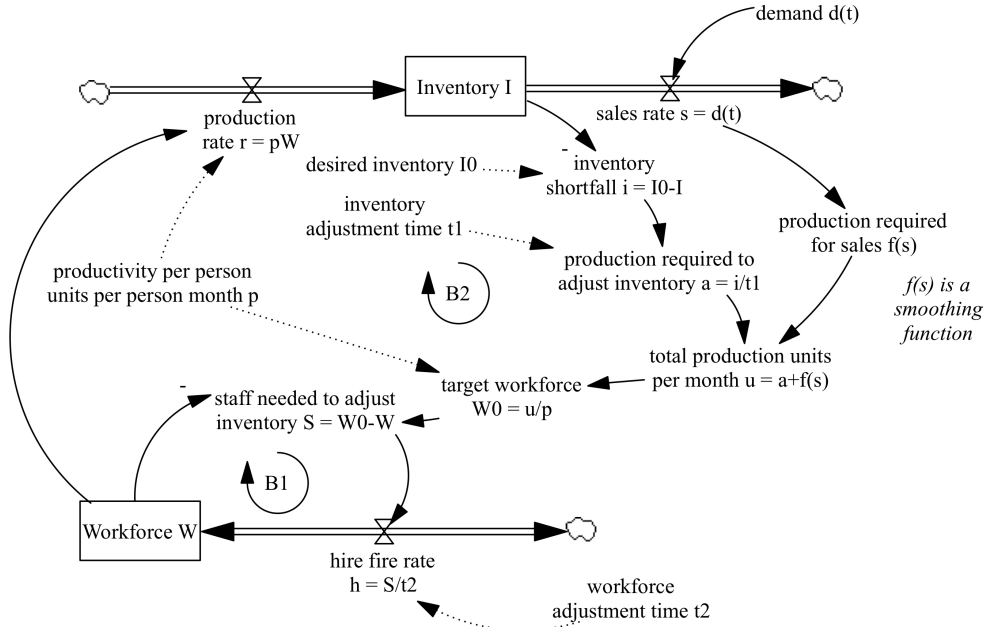 demand d(t)
Inventory I
production
rate r = pW
sales rate s = d(t)
-
inventory
shortfall i = I0-I
desired inventory I0
inventory
adjustment time t1
production required
for sales f(s)
production required to
adjust inventory a = i/t1
productivity per person
units per person month p
B2
f(s) is a
smoothing
function
total production units
per month u = a+f(s)
target workforce
W0 = u/p
-
staff needed to adjust
inventory S = W0-W
B1
Workforce W
hire fire rate
h = S/t2
workforce
adjustment time t2